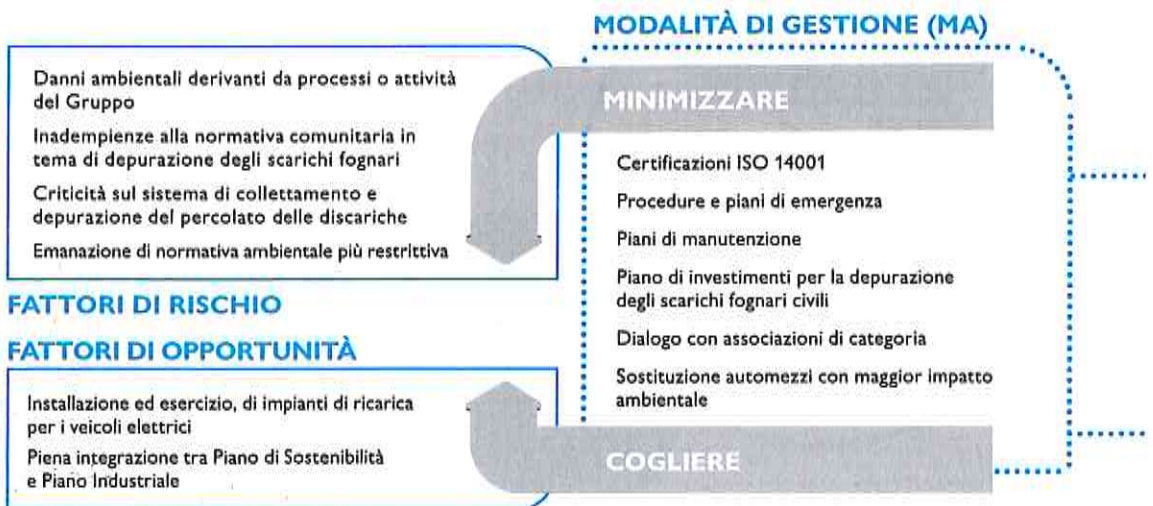 MODALITÀ DI GESTIONE (MA)
Danni ambientali derivanti da processi o attività
del Gruppo
Inadempienze alla normativa comunitaria in
tema di depurazione degli scarichi fognari
Criticità sul sistema di collettamento e
depurazione del percolato delle discariche
Emanazione di normativa ambientale più restrittiva
FATTORI DI RISCHIO
FATTORI DI OPPORTUNITÀ
Installazione ed esercizio, di impianti di ricarica
per i veicoli elettrici
Piena integrazione tra Piano di Sostenibilità
e Piano Industriale
MINIMIZZARE
Certificazioni ISO 14001
Procedure e piani di emergenza
Piani di manutenzione
Piano di investimenti per la depurazione
degli scarichi fognari civili
Dialogo con associazioni di categoria
Sostituzione automezzi con maggior impatto
ambientale
COGLIERE